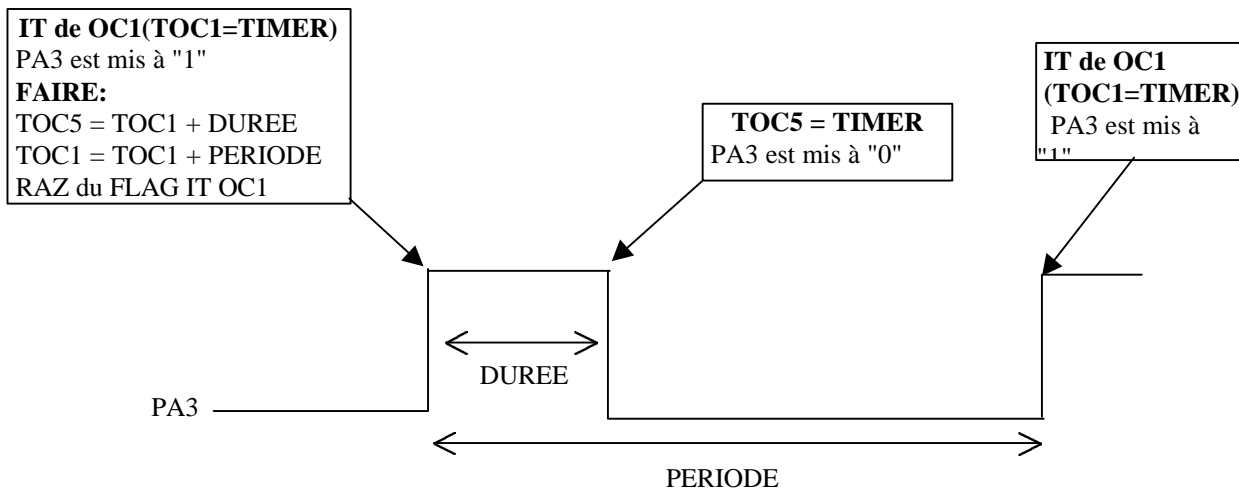 IT de OC1(TOC1=TIMER)
PA3 est mis à "1"
FAIRE:
TOC5 = TOC1 + DUREE
TOC1 = TOC1 + PERIODE
RAZ du FLAG IT OC1
TOC5 = TIMER
PA3 est mis à "0"
IT de OC1
(TOC1=TIMER)
PA3 est mis à
"1"
DUREE
PA3
PERIODE